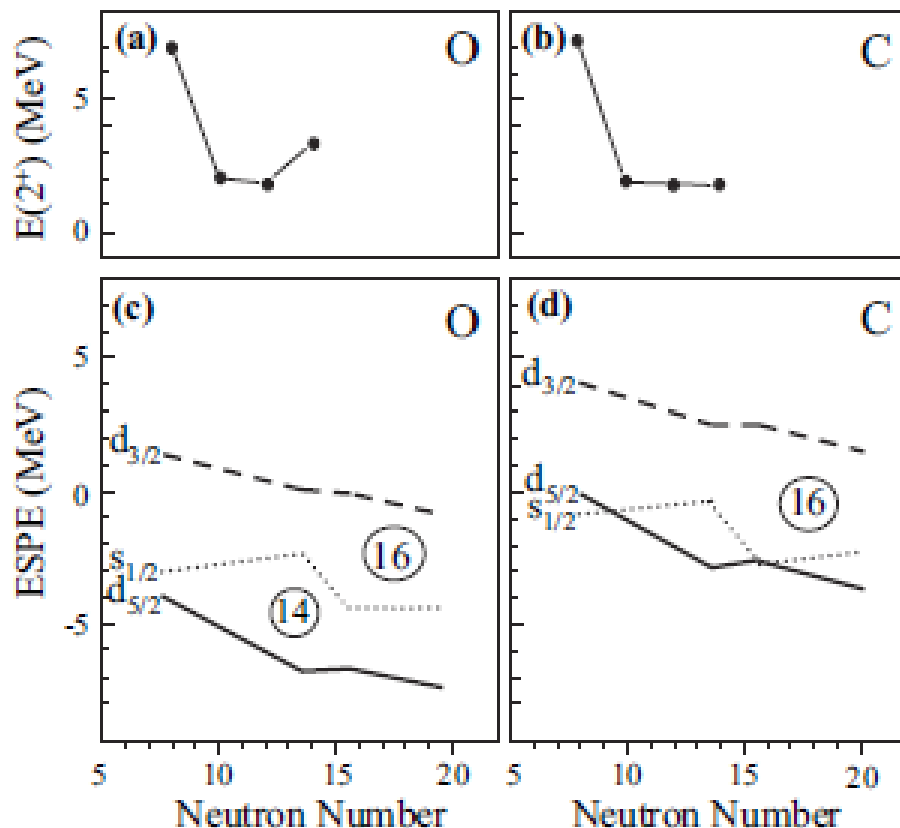 (a) O
(b) C
E(2⁺) (MeV)
5
0
(c) O
(d) C
ESPE (MeV)
5
0
-5
d3/2
s1/2
d5/2
14
16
d3/2
d5/2
s1/2
16
5 10 15 20
5 10 15 20
Neutron Number
Neutron Number